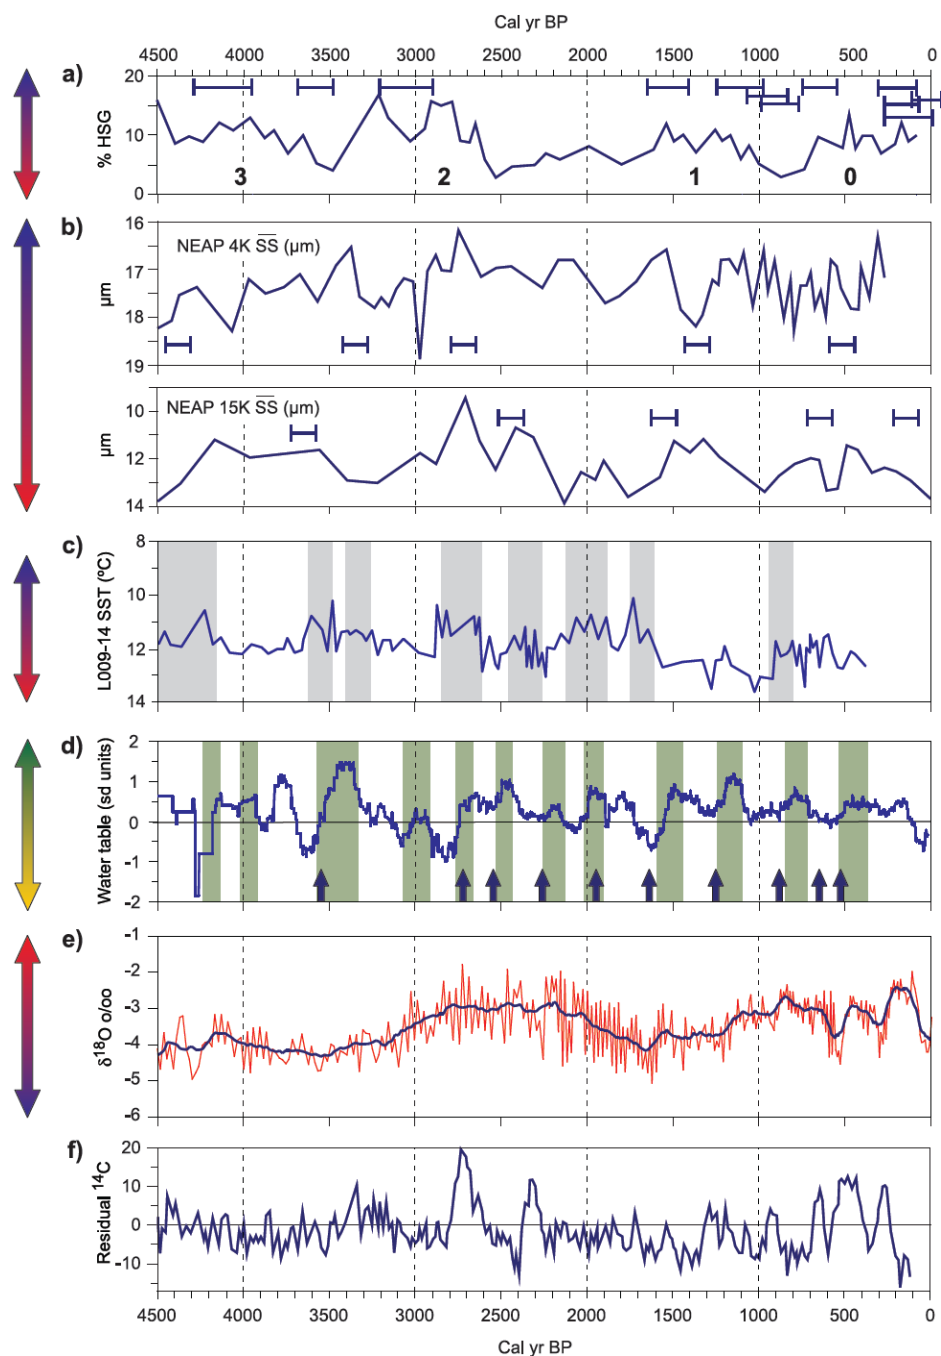 Cal yr BP
4500 4000 3500 3000 2500 2000 1500 1000 500 0
a)
20
10
0
% HSG
3 2 1 0
b)
16
17
18
19
µm
NEAP 4K SS (µm)
10
12
14
µm
NEAP 15K SS (µm)
c)
8
10
12
14
L009-14 SST (ºC)
d)
2
1
0
-1
-2
Water table (sd units)
e)
-1
-2
-3
-4
-5
-6
δ18O o/oo
f)
20
10
0
-10
Residual 14C
4500 4000 3500 3000 2500 2000 1500 1000 500 0
Cal yr BP